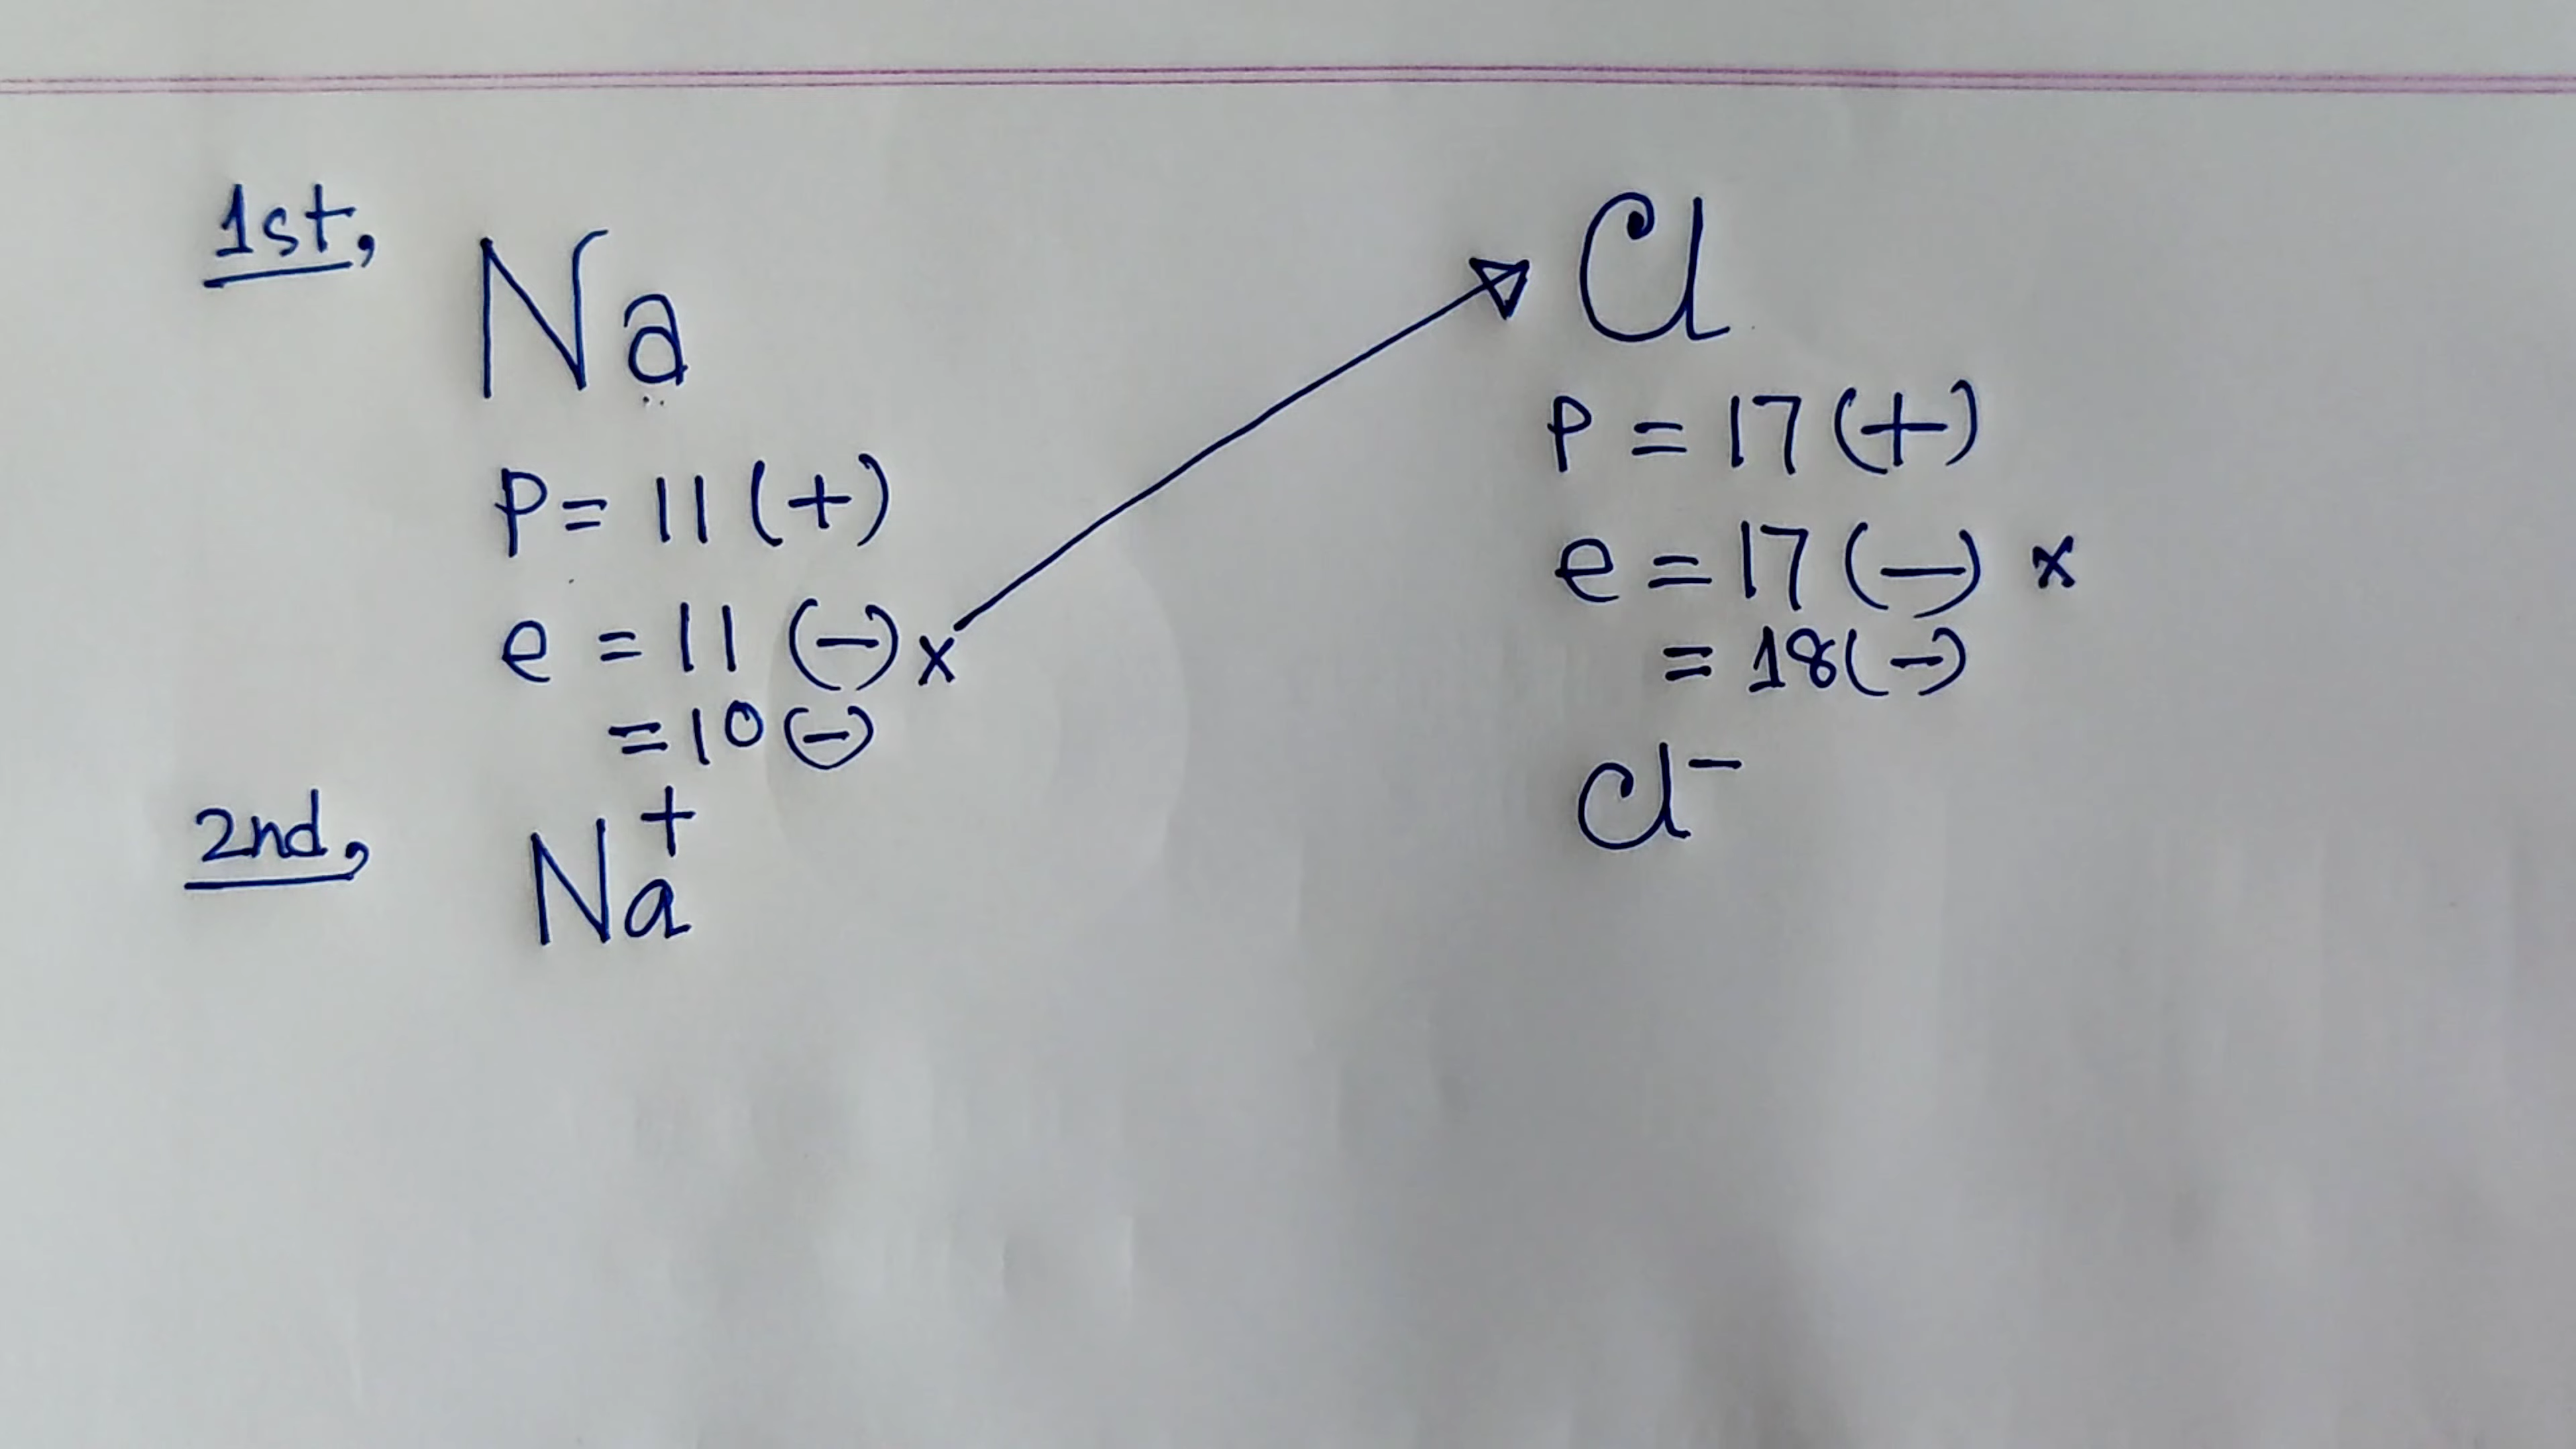 1st, Na Cl
P = 11 (+) P = 17 (+)
e = 11 (-) x e = 17 (-) x
= 10 (-) = 18 (-)
2nd, Na⁺ Cl⁻